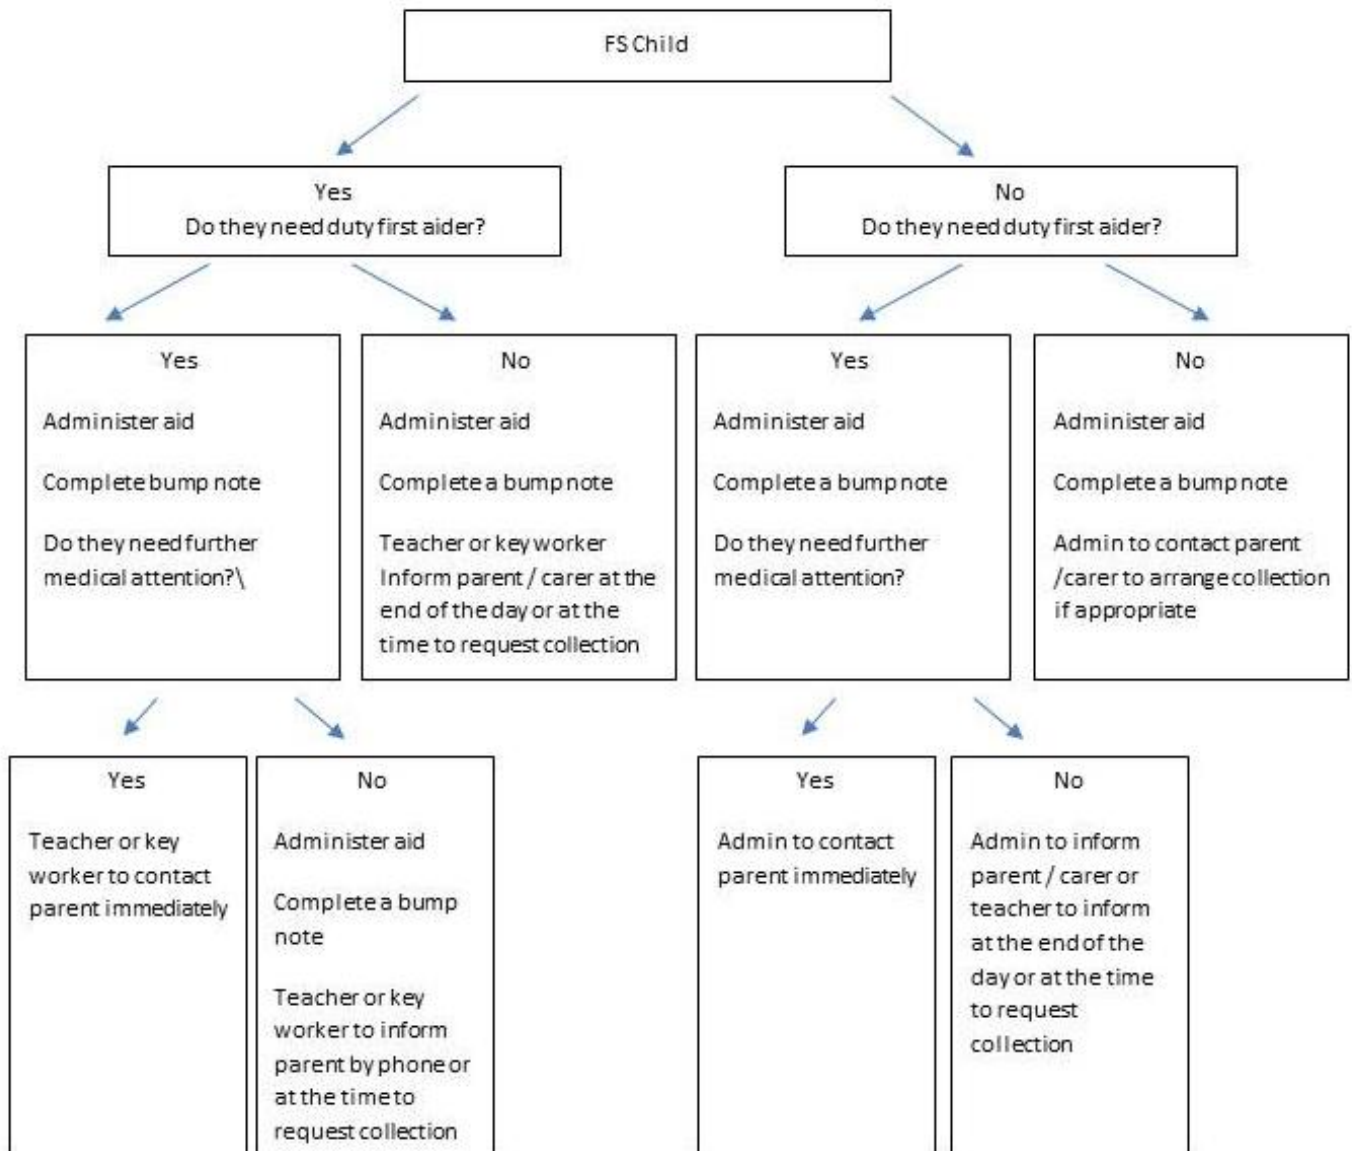 FS Child
Yes
Do they need duty first aider?
No
Do they need duty first aider?
Yes
Administer aid
Complete bump note
Do they need further
medical attention?\
No
Administer aid
Complete a bump note
Teacher or key worker
Inform parent / carer at the
end of the day or at the
time to request collection
Yes
Administer aid
Complete a bump note
Do they need further
medical attention?
No
Administer aid
Complete a bump note
Admin to contact parent
/carer to arrange collection
if appropriate
Yes
Teacher or key
worker to contact
parent immediately
No
Administer aid
Complete a bump
note
Teacher or key
worker to inform
parent by phone or
at the time to
request collection
Yes
Admin to contact
parent immediately
No
Admin to inform
parent / carer or
teacher to inform
at the end of the
day or at the time
to request
collection